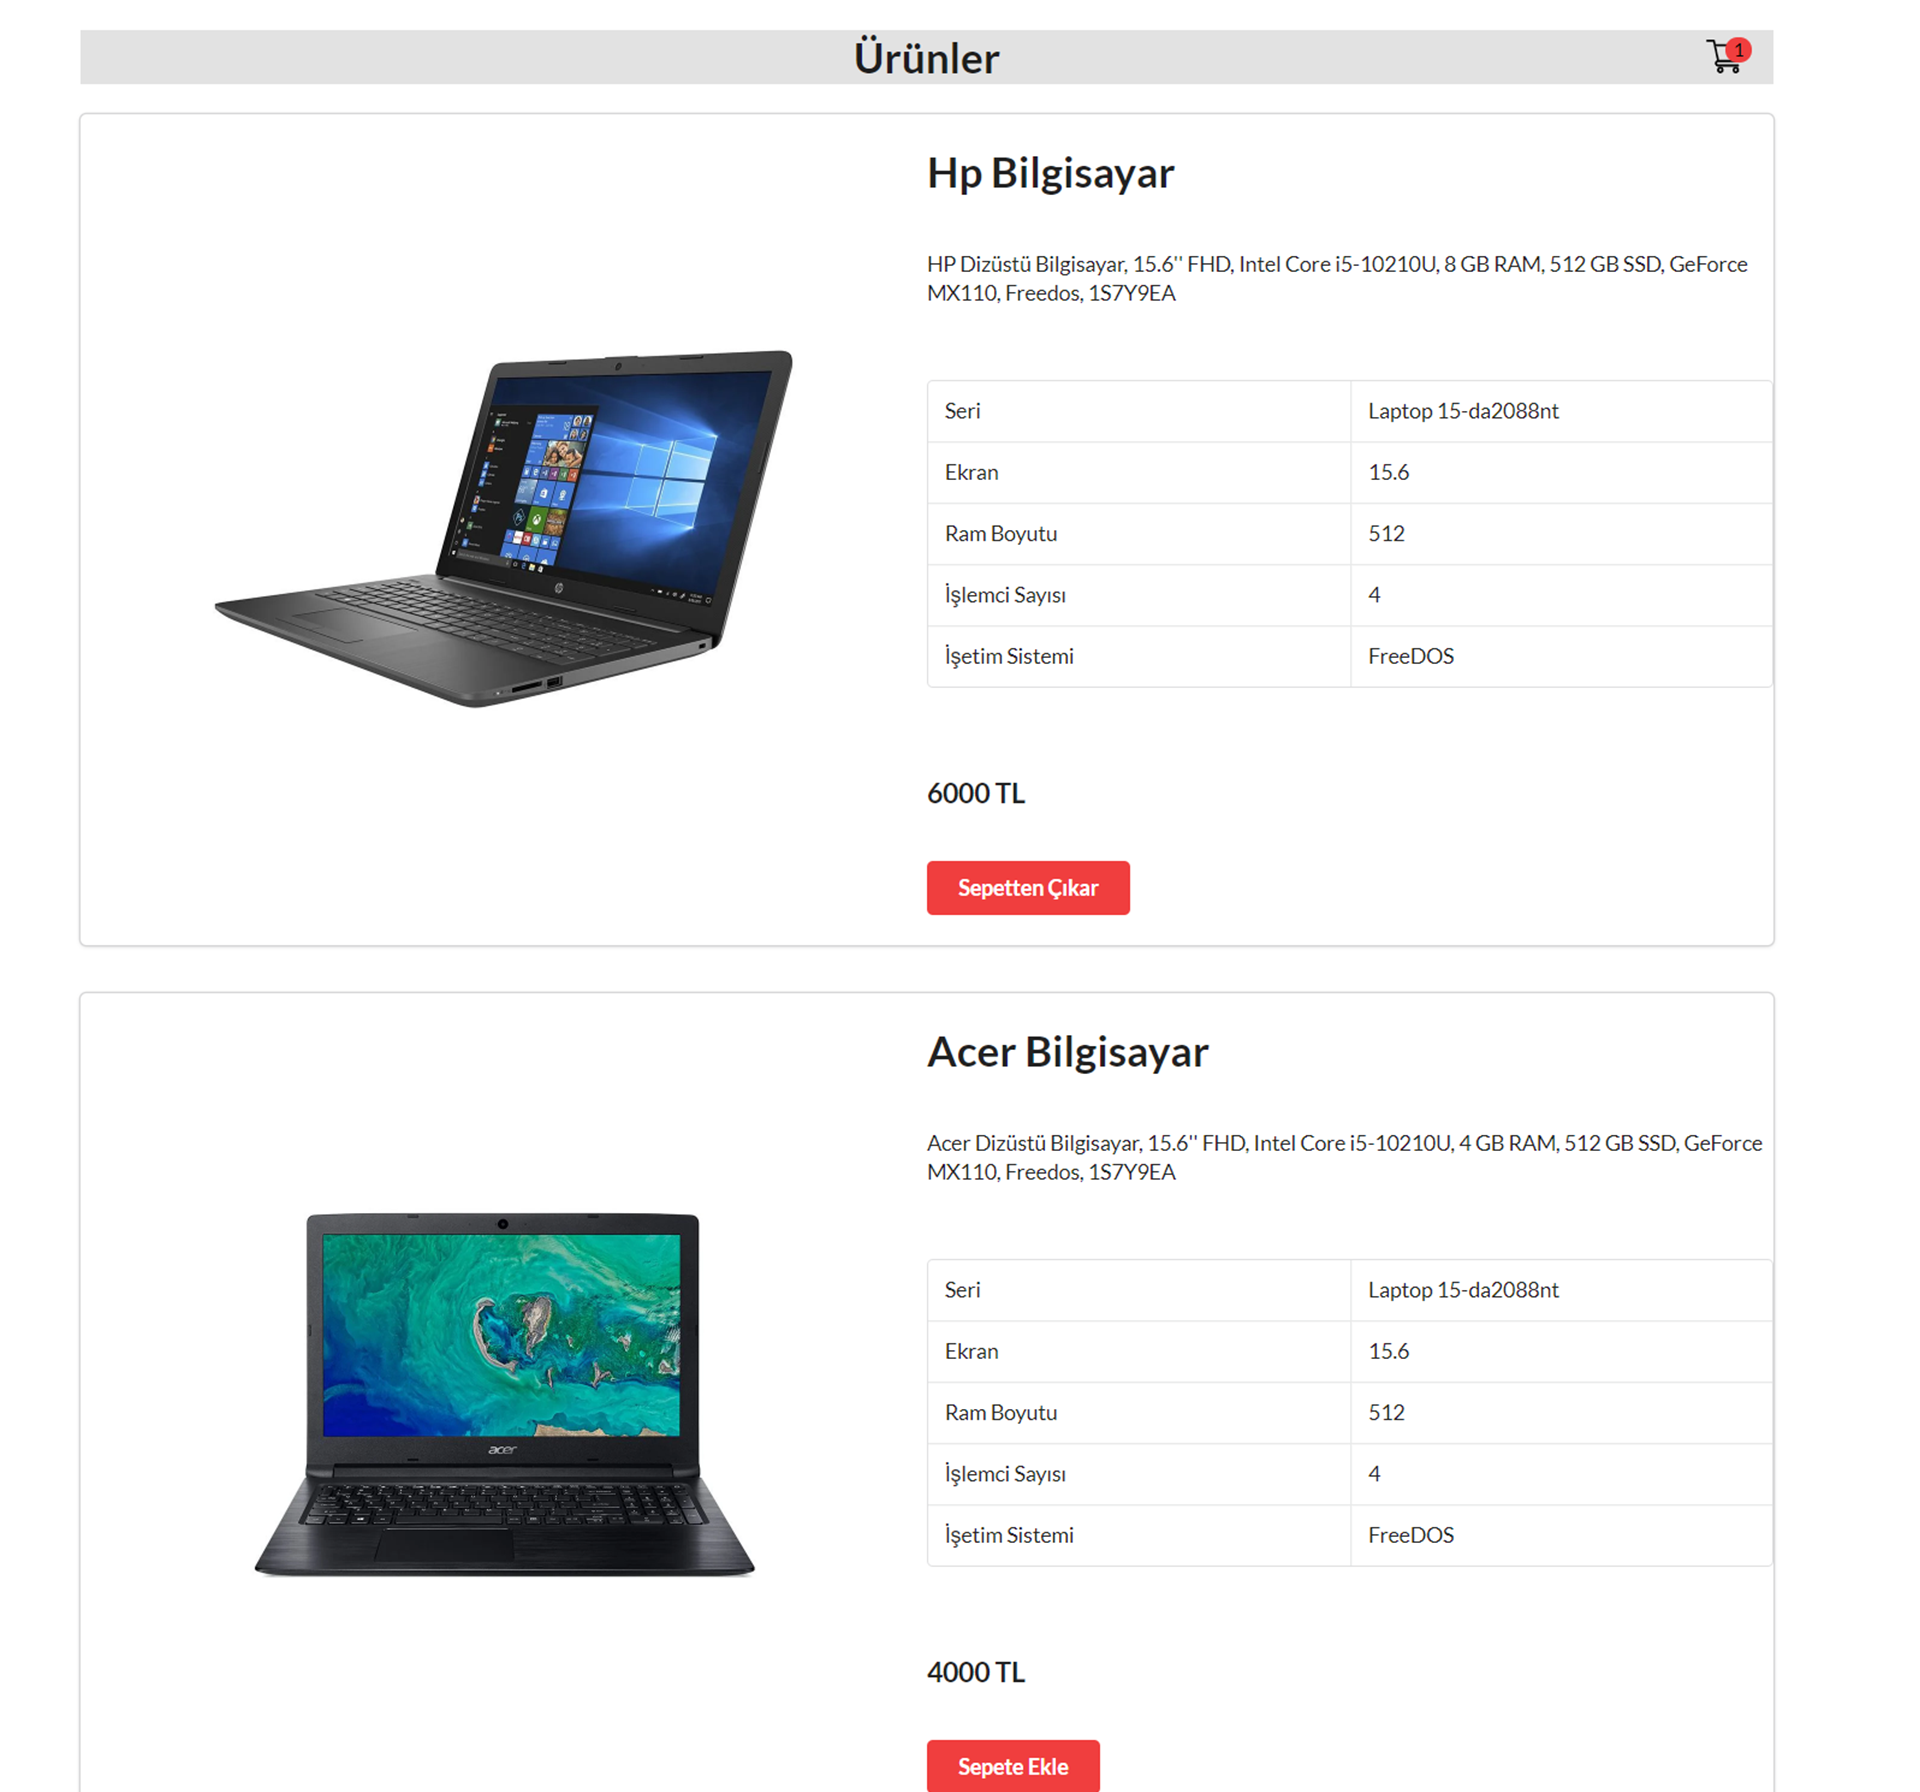 Ürünler
1
Hp Bilgisayar
HP Dizüstü Bilgisayar, 15.6'' FHD, Intel Core i5-10210U, 8 GB RAM, 512 GB SSD, GeForce
MX110, Freedos, 1S7Y9EA
Seri Laptop 15-da2088nt
Ekran 15.6
Ram Boyutu 512
İşlemci Sayısı 4
İşetim Sistemi FreeDOS
6000 TL
Sepetten Çıkar
Acer Bilgisayar
Acer Dizüstü Bilgisayar, 15.6'' FHD, Intel Core i5-10210U, 4 GB RAM, 512 GB SSD, GeForce
MX110, Freedos, 1S7Y9EA
acer
Seri Laptop 15-da2088nt
Ekran 15.6
Ram Boyutu 512
İşlemci Sayısı 4
İşetim Sistemi FreeDOS
4000 TL
Sepete Ekle